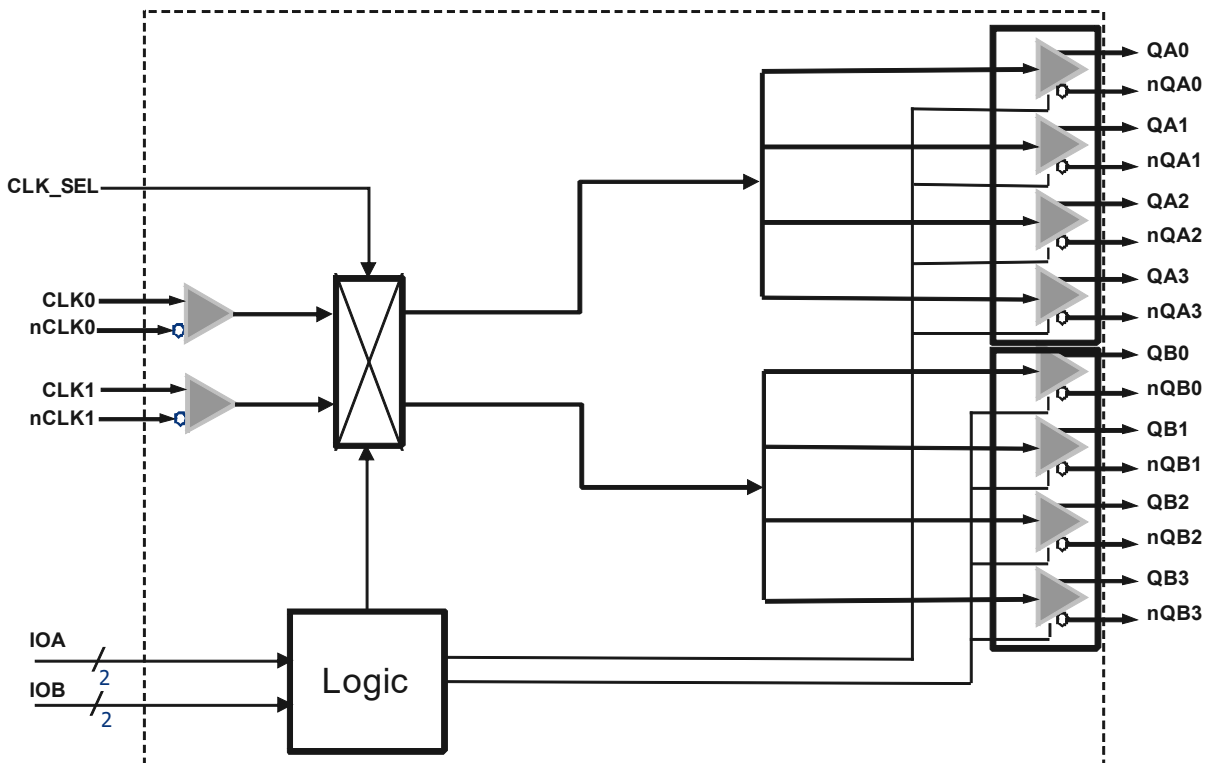 QA0
nQA0
QA1
nQA1
CLK_SEL
QA2
nQA2
QA3
CLK0
nCLK0
nQA3
QB0
CLK1
nQB0
nCLK1
QB1
nQB1
QB2
nQB2
QB3
nQB3
IOA
2
Logic
IOB
2